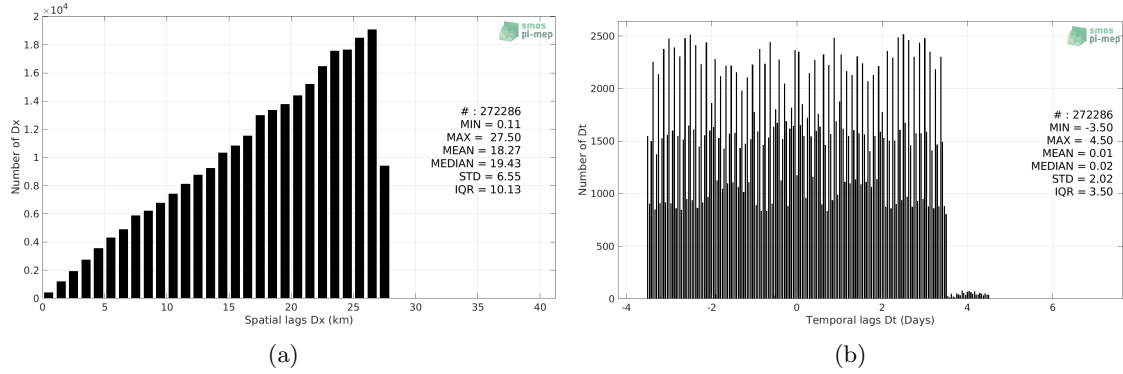 ×10⁴
2
1.8
1.6
1.4
1.2
1
0.8
0.6
0.4
0.2
0
Number of Dx
0 5 10 15 20 25 30 35 40
Spatial lags Dx (km)
smos
pi-mep
# : 272286
MIN = 0.11
MAX = 27.50
MEAN = 18.27
MEDIAN = 19.43
STD = 6.55
IQR = 10.13
(a)
2500
2000
1500
1000
500
0
Number of Dt
-4 -2 0 2 4 6
Temporal lags Dt (Days)
smos
pi-mep
# : 272286
MIN = -3.50
MAX = 4.50
MEAN = 0.01
MEDIAN = 0.02
STD = 2.02
IQR = 3.50
(b)